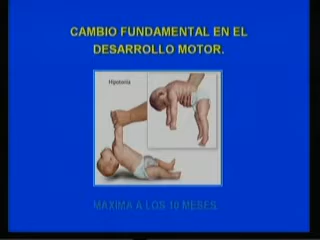 CAMBIO FUNDAMENTAL EN EL
DESARROLLO MOTOR.
Hipotonía
MAXIMA A LOS 10 MESES.